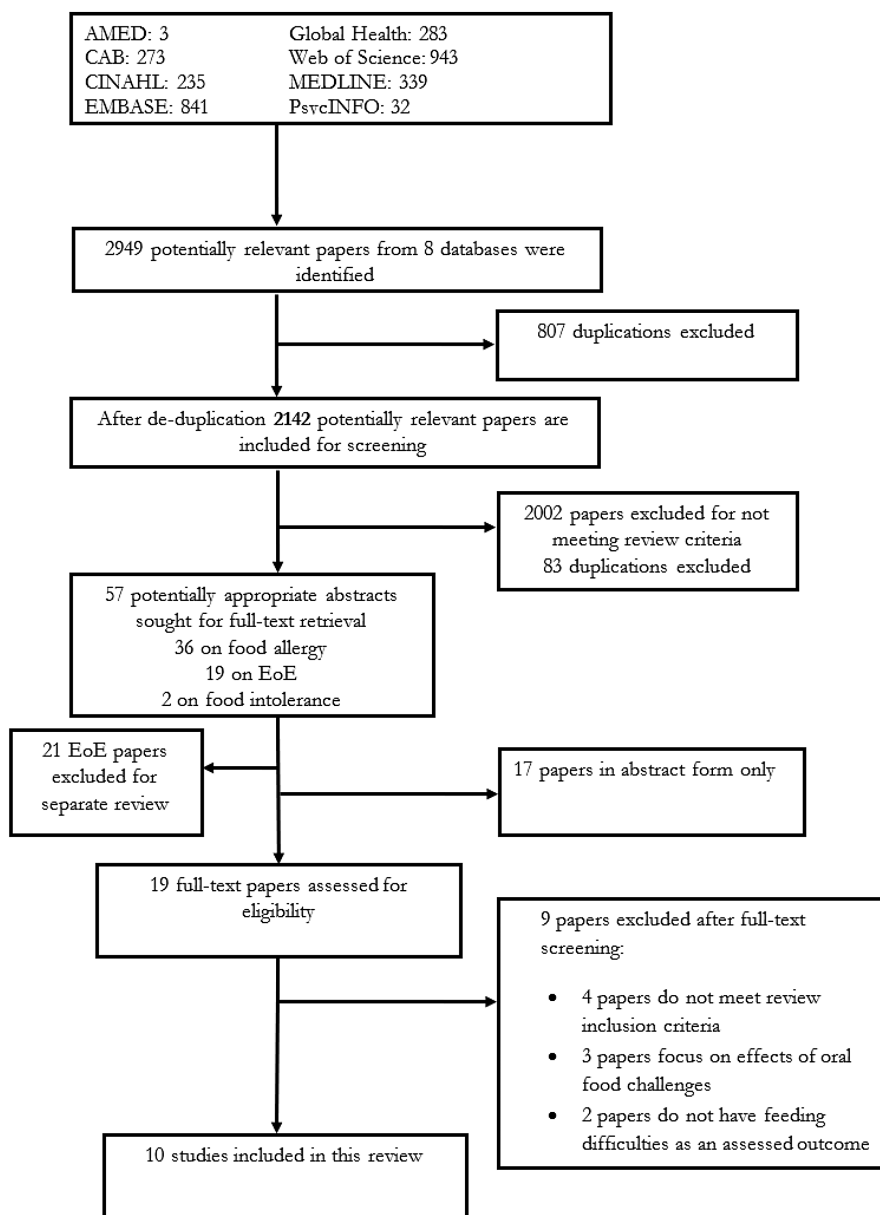 AMED: 3 Global Health: 283
CAB: 273 Web of Science: 943
CINAHL: 235 MEDLINE: 339
EMBASE: 841 PsycINFO: 32
2949 potentially relevant papers from 8 databases were
identified
807 duplications excluded
After de-duplication 2142 potentially relevant papers are
included for screening
2002 papers excluded for not
meeting review criteria
83 duplications excluded
57 potentially appropriate abstracts
sought for full-text retrieval
36 on food allergy
19 on EoE
2 on food intolerance
21 EoE papers
excluded for
separate review
17 papers in abstract form only
19 full-text papers assessed for
eligibility
9 papers excluded after full-text
screening:
• 4 papers do not meet review
inclusion criteria
• 3 papers focus on effects of oral
food challenges
• 2 papers do not have feeding
difficulties as an assessed outcome
10 studies included in this review